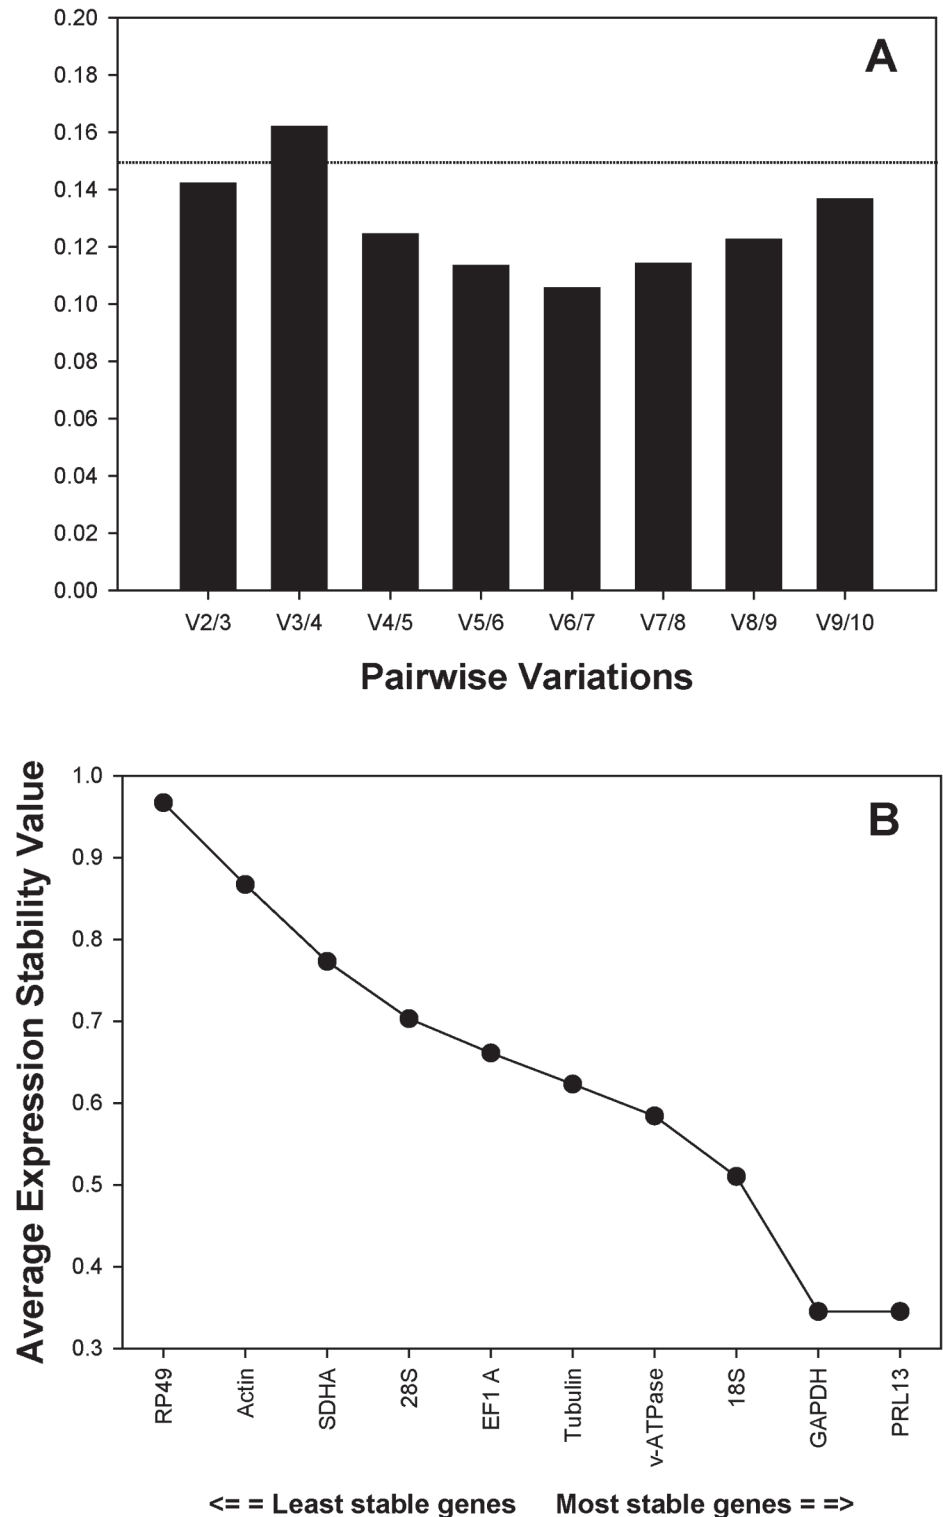 A
0.20
0.18
0.16
0.14
0.12
0.10
0.08
0.06
0.04
0.02
0.00
V2/3 V3/4 V4/5 V5/6 V6/7 V7/8 V8/9 V9/10
Pairwise Variations
B
Average Expression Stability Value
1.0
0.9
0.8
0.7
0.6
0.5
0.4
0.3
RP49 Actin SDHA 28S EF1 A Tubulin v-ATPase 18S GAPDH PRL13
<= = Least stable genes Most stable genes = =>